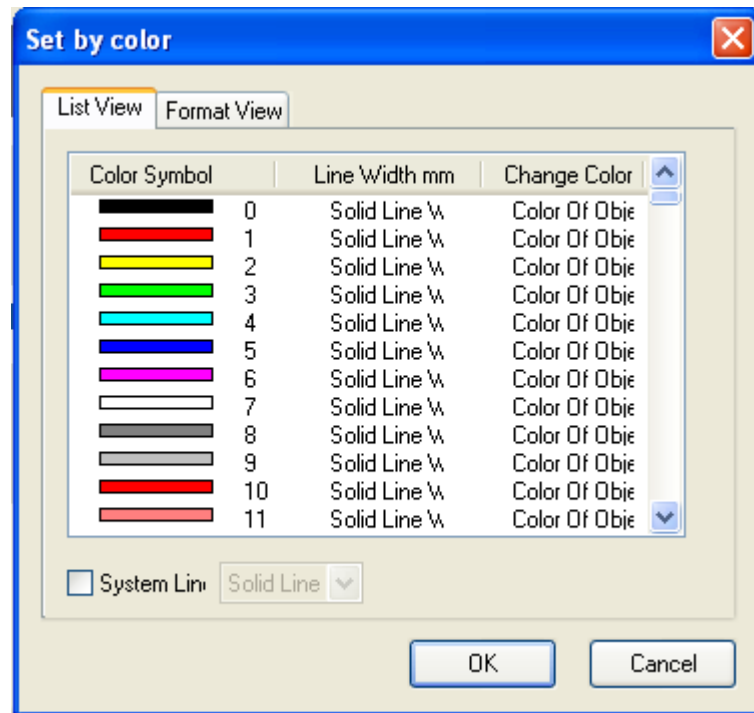 Set by color
List View Format View
Color Symbol Line Width mm Change Color
0 Solid Line W Color Of Obje
1 Solid Line W Color Of Obje
2 Solid Line W Color Of Obje
3 Solid Line W Color Of Obje
4 Solid Line W Color Of Obje
5 Solid Line W Color Of Obje
6 Solid Line W Color Of Obje
7 Solid Line W Color Of Obje
8 Solid Line W Color Of Obje
9 Solid Line W Color Of Obje
10 Solid Line W Color Of Obje
11 Solid Line W Color Of Obje
System Line Solid Line
OK Cancel